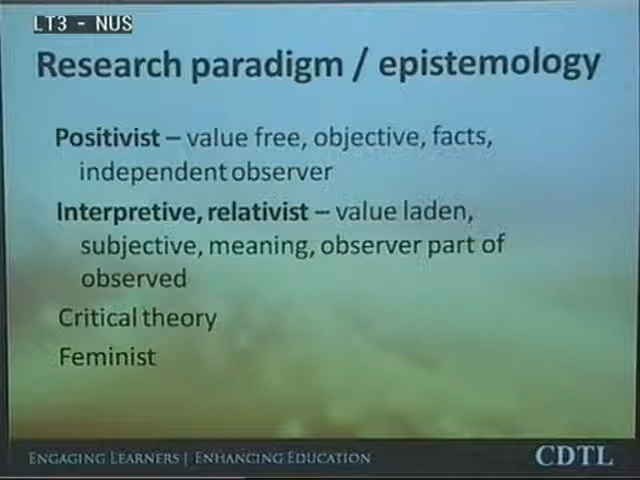 LT3 - NUS
Research paradigm / epistemology
Positivist – value free, objective, facts,
independent observer
Interpretive, relativist – value laden,
subjective, meaning, observer part of
observed
Critical theory
Feminist
ENGAGING LEARNERS | ENHANCING EDUCATION
CDTL